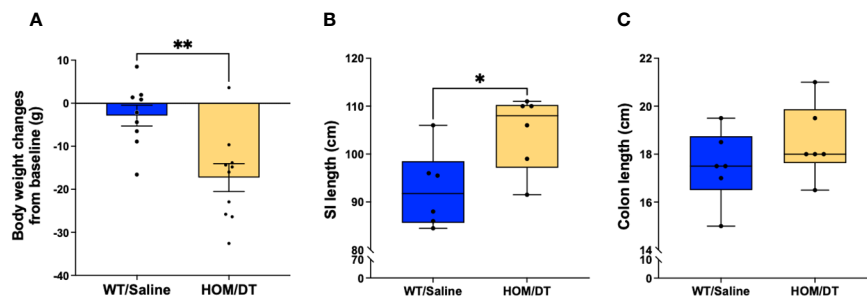 A
B
C
**
Body weight changes
from baseline (g)
10
0
-10
-20
-30
-40
WT/Saline
HOM/DT
*
SI length (cm)
120
110
100
90
80
70
0
WT/Saline
HOM/DT
Colon length (cm)
22
20
18
16
14
14
0
WT/Saline
HOM/DT